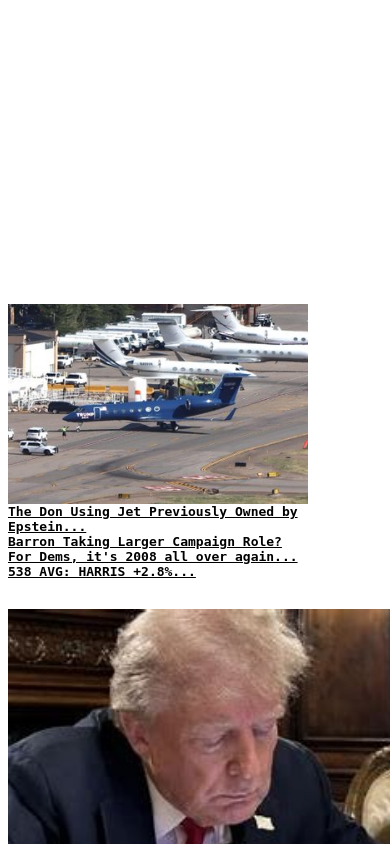 TRUMP
The Don Using Jet Previously Owned by
Epstein...
Barron Taking Larger Campaign Role?
For Dems, it's 2008 all over again...
538 AVG: HARRIS +2.8%...